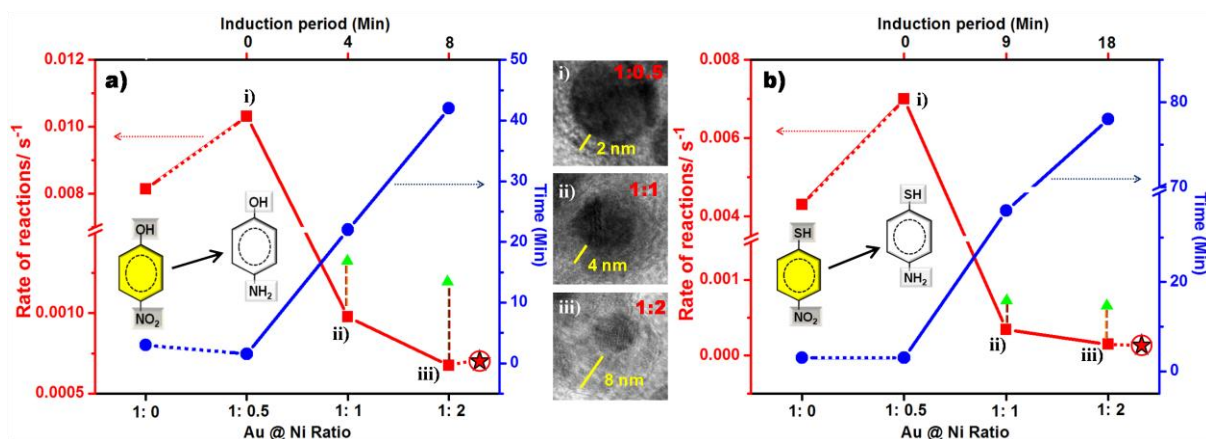 Induction period (Min)
0 4 8
a)
0.012
0.010
0.008
0.0010
0.0005
Rate of reactions/ s⁻¹
i)
ii)
iii)
OH
NO₂
OH
NH₂
50
40
30
20
10
0
Time (Min)
1: 0 1: 0.5 1: 1 1: 2
Au @ Ni Ratio
i) 1:0.5
2 nm
ii) 1:1
4 nm
iii) 1:2
8 nm
Induction period (Min)
0 9 18
b)
0.008
0.006
0.004
0.001
0.000
Rate of reactions/ s⁻¹
i)
ii)
iii)
SH
NO₂
SH
NH₂
80
70
20
0
Time (Min)
1: 0 1: 0.5 1: 1 1: 2
Au @ Ni Ratio